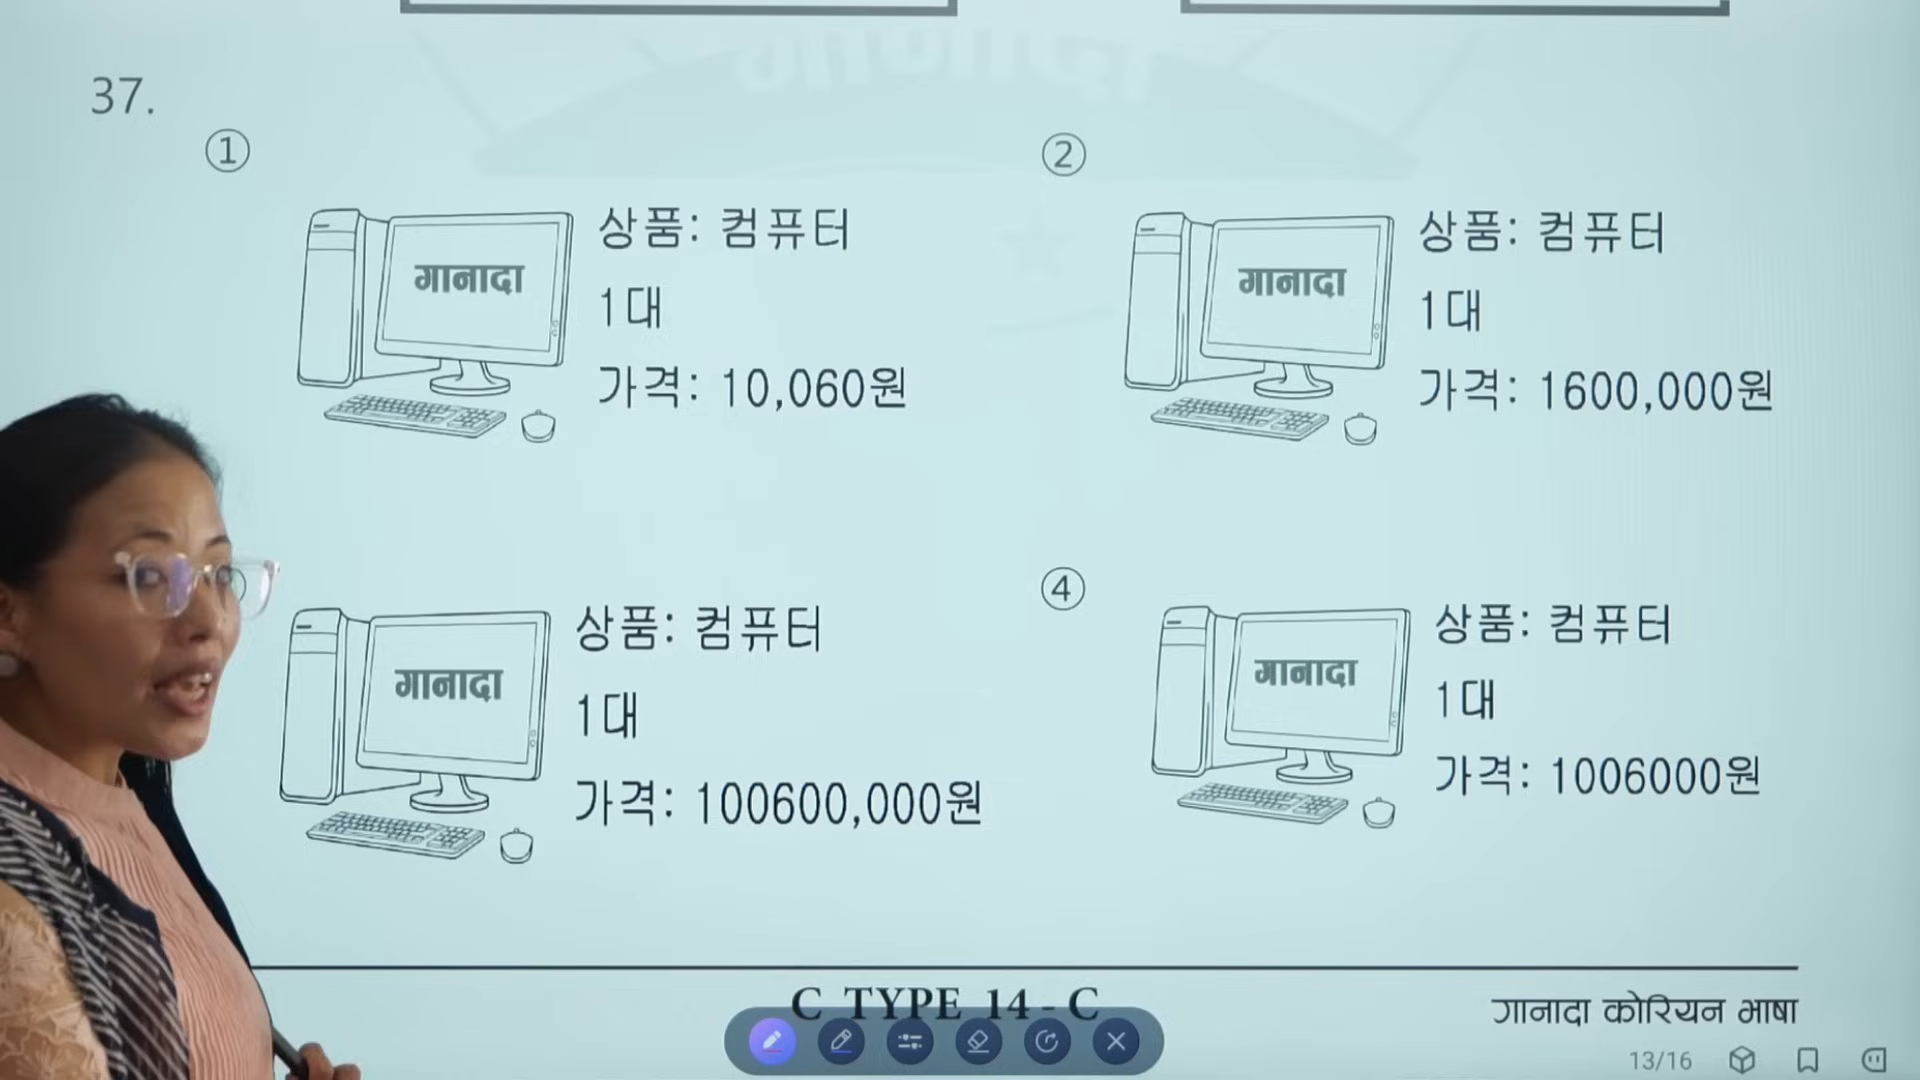 गानादा
37.
①
गानादा
상품: 컴퓨터
1대
가격: 10,060원
②
गानादा
상품: 컴퓨터
1대
가격: 1600,000원
गानादा
상품: 컴퓨터
1대
가격: 100600,000원
④
गानादा
상품: 컴퓨터
1대
가격: 1006000원
C TYPE 14 - C
गानादा कोरियन भाषा
13/16